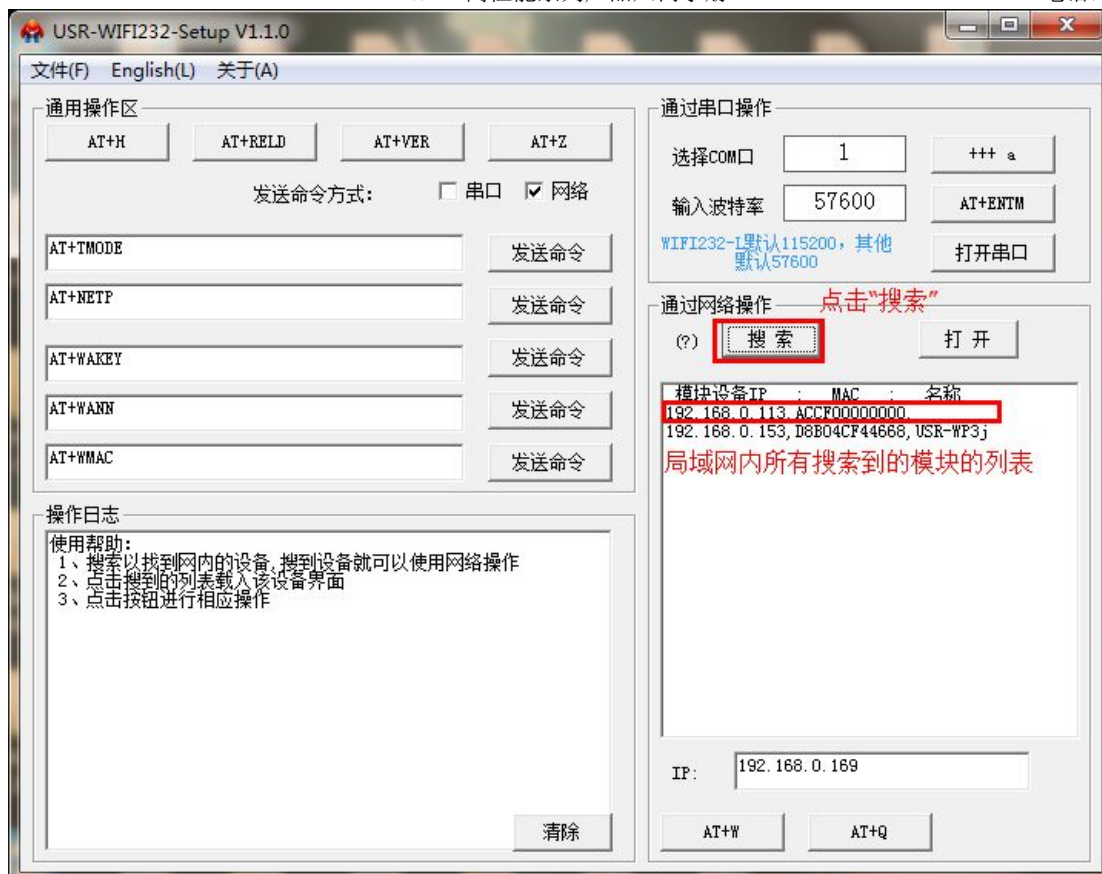 USR-WIFI232-Setup V1.1.0
文件(F) English(L) 关于(A)
通用操作区
AT+H AT+RELD AT+VER AT+Z
发送命令方式： 串口 网络
AT+TMODE 发送命令
AT+NETP 发送命令
AT+WAKEY 发送命令
AT+WANN 发送命令
AT+WMAC 发送命令
操作日志
使用帮助：
1、搜索以找到网内的设备,搜到设备就可以使用网络操作
2、点击搜到的列表载入该设备界面
3、点击按钮进行相应操作
清除
通过串口操作
选择COM口 1 +++ a
输入波特率 57600 AT+ENTM
WIFI232-L默认115200，其他
默认57600
打开串口
通过网络操作
点击“搜索”
(?) 搜 索 打 开
模块设备IP : MAC : 名称
192.168.0.113,ACCF00000000,
192.168.0.153,D8B04CF44668,USR-WP3j
局域网内所有搜索到的模块的列表
IP: 192.168.0.169
AT+W AT+Q